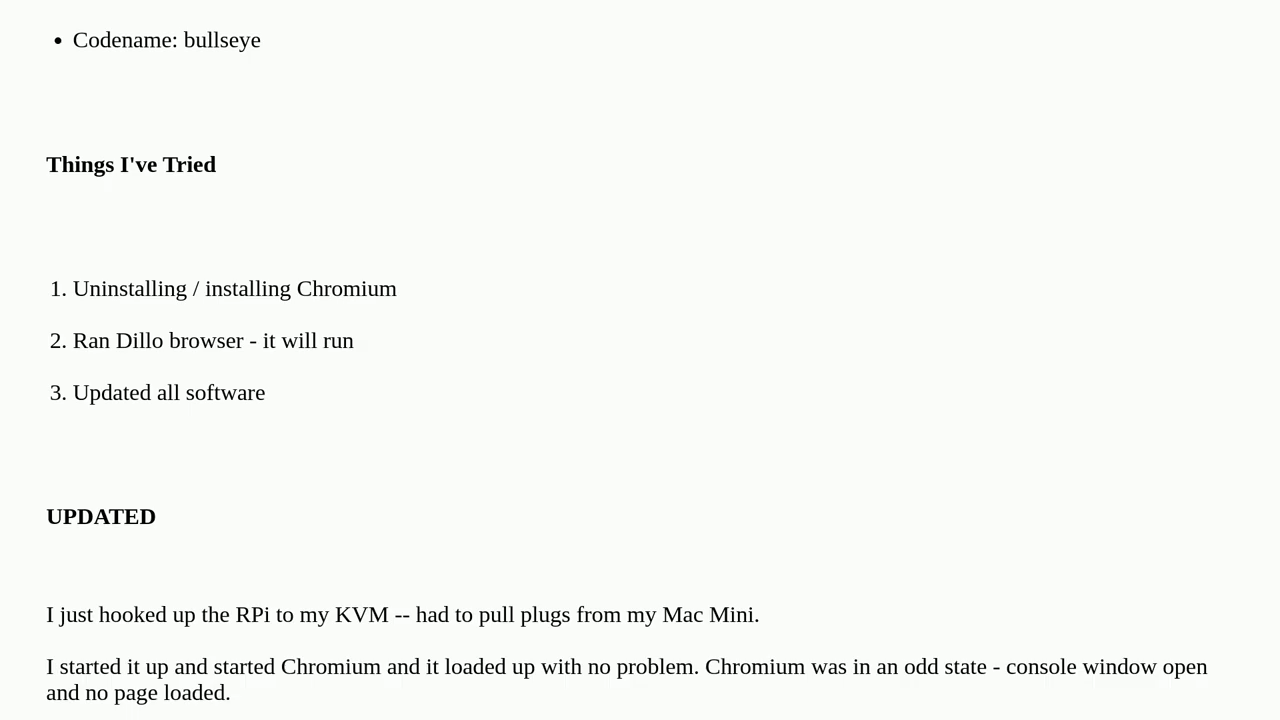 • Codename: bullseye
Things I've Tried
1. Uninstalling / installing Chromium
2. Ran Dillo browser - it will run
3. Updated all software
UPDATED
I just hooked up the RPi to my KVM -- had to pull plugs from my Mac Mini.
I started it up and started Chromium and it loaded up with no problem. Chromium was in an odd state - console window open
and no page loaded.